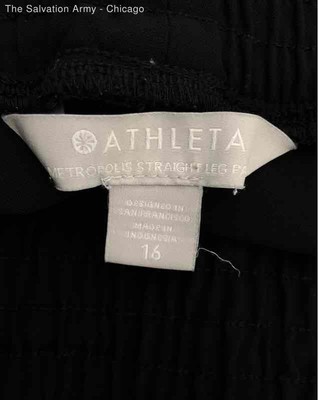 The Salvation Army - Chicago
ATHLETA
METROPOLIS STRAIGHT LEG
DESIGNED IN
SAN FRANCISCO
MADE IN
INDONESIA
16